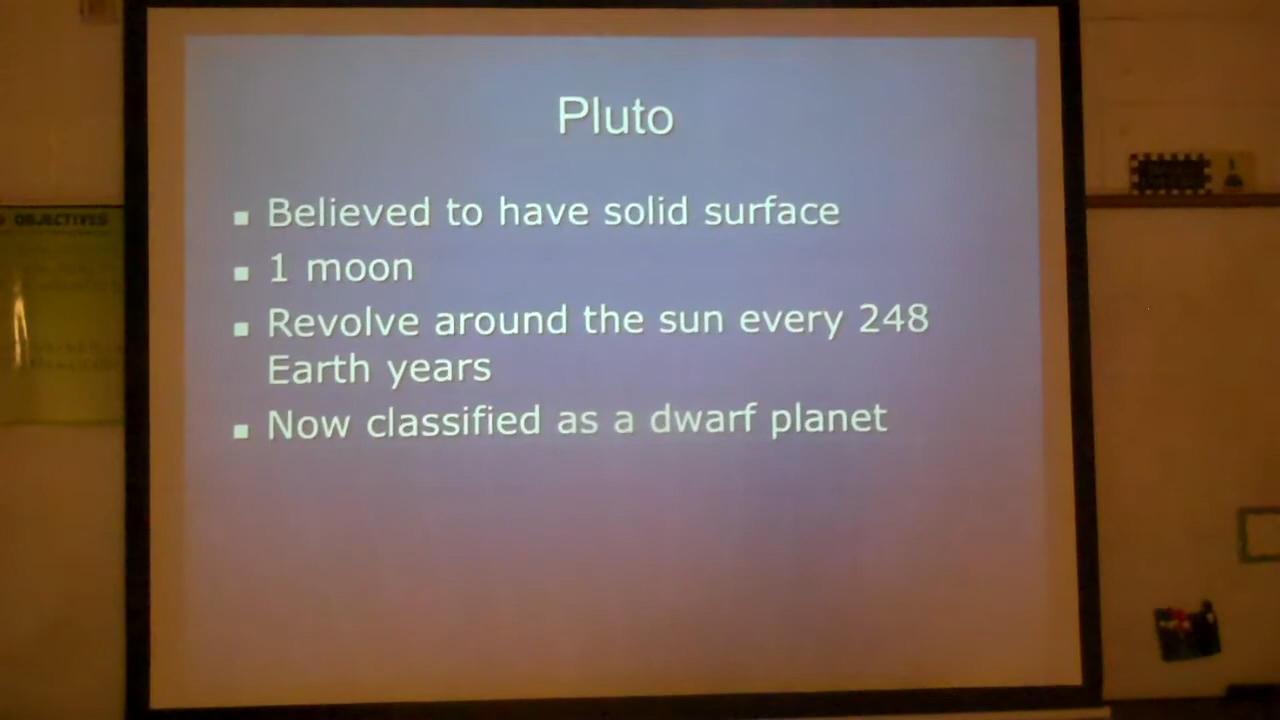 Pluto
▪ Believed to have solid surface
▪ 1 moon
▪ Revolve around the sun every 248
Earth years
▪ Now classified as a dwarf planet
OBJECTIVES